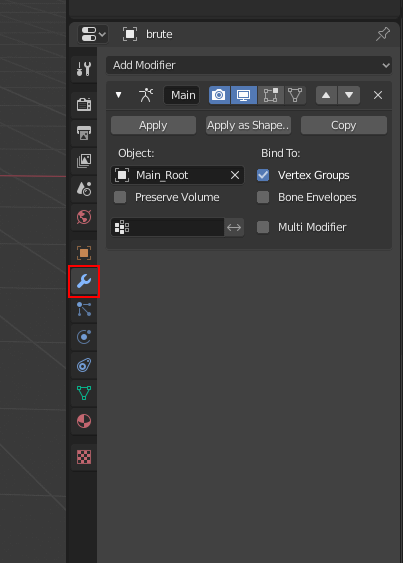 brute
Add Modifier
Main
Apply Apply as Shape.. Copy
Object: Bind To:
Main_Root Vertex Groups
Preserve Volume Bone Envelopes
Multi Modifier